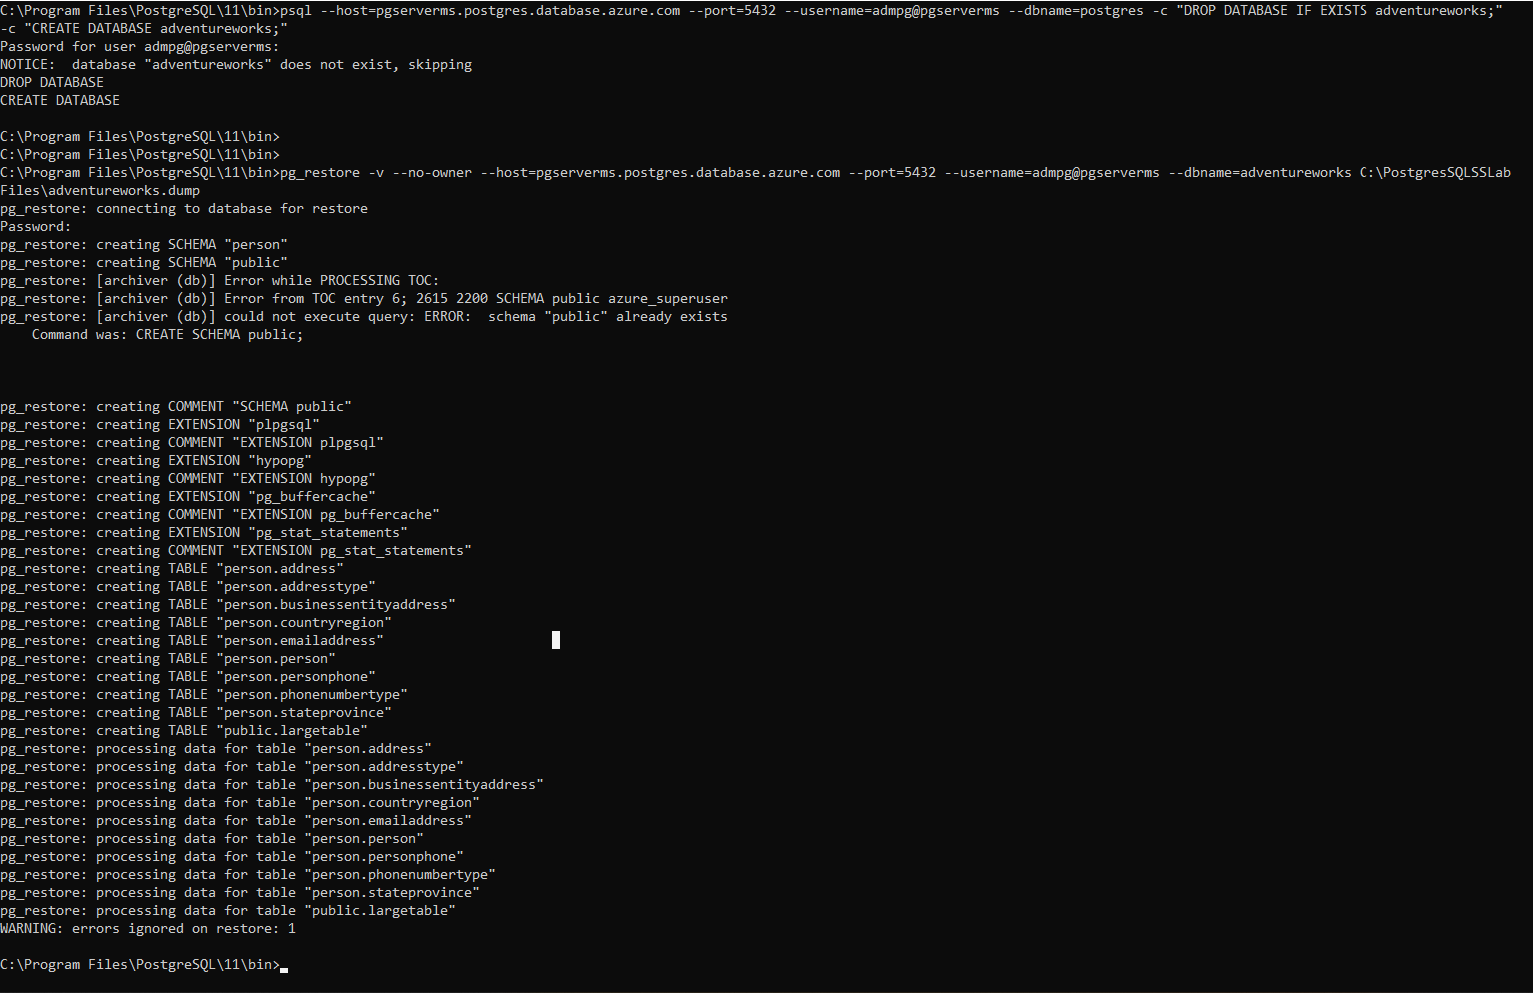 C:\Program Files\PostgreSQL\11\bin>psql --host=pgserverms.postgres.database.azure.com --port=5432 --username=admpg@pgserverms --dbname=postgres -c "DROP DATABASE IF EXISTS adventureworks;"
-c "CREATE DATABASE adventureworks;"
Password for user admpg@pgserverms:
NOTICE:  database "adventureworks" does not exist, skipping
DROP DATABASE
CREATE DATABASE
C:\Program Files\PostgreSQL\11\bin>
C:\Program Files\PostgreSQL\11\bin>
C:\Program Files\PostgreSQL\11\bin>pg_restore -v --no-owner --host=pgserverms.postgres.database.azure.com --port=5432 --username=admpg@pgserverms --dbname=adventureworks C:\PostgresSQLSSLab
Files\adventureworks.dump
pg_restore: connecting to database for restore
Password:
pg_restore: creating SCHEMA "person"
pg_restore: creating SCHEMA "public"
pg_restore: [archiver (db)] Error while PROCESSING TOC:
pg_restore: [archiver (db)] Error from TOC entry 6; 2615 2200 SCHEMA public azure_superuser
pg_restore: [archiver (db)] could not execute query: ERROR:  schema "public" already exists
    Command was: CREATE SCHEMA public;
pg_restore: creating COMMENT "SCHEMA public"
pg_restore: creating EXTENSION "plpgsql"
pg_restore: creating COMMENT "EXTENSION plpgsql"
pg_restore: creating EXTENSION "hypopg"
pg_restore: creating COMMENT "EXTENSION hypopg"
pg_restore: creating EXTENSION "pg_buffercache"
pg_restore: creating COMMENT "EXTENSION pg_buffercache"
pg_restore: creating EXTENSION "pg_stat_statements"
pg_restore: creating COMMENT "EXTENSION pg_stat_statements"
pg_restore: creating TABLE "person.address"
pg_restore: creating TABLE "person.addresstype"
pg_restore: creating TABLE "person.businessentityaddress"
pg_restore: creating TABLE "person.countryregion"
pg_restore: creating TABLE "person.emailaddress"
pg_restore: creating TABLE "person.person"
pg_restore: creating TABLE "person.personphone"
pg_restore: creating TABLE "person.phonenumbertype"
pg_restore: creating TABLE "person.stateprovince"
pg_restore: creating TABLE "public.largetable"
pg_restore: processing data for table "person.address"
pg_restore: processing data for table "person.addresstype"
pg_restore: processing data for table "person.businessentityaddress"
pg_restore: processing data for table "person.countryregion"
pg_restore: processing data for table "person.emailaddress"
pg_restore: processing data for table "person.person"
pg_restore: processing data for table "person.personphone"
pg_restore: processing data for table "person.phonenumbertype"
pg_restore: processing data for table "person.stateprovince"
pg_restore: processing data for table "public.largetable"
WARNING: errors ignored on restore: 1
C:\Program Files\PostgreSQL\11\bin>